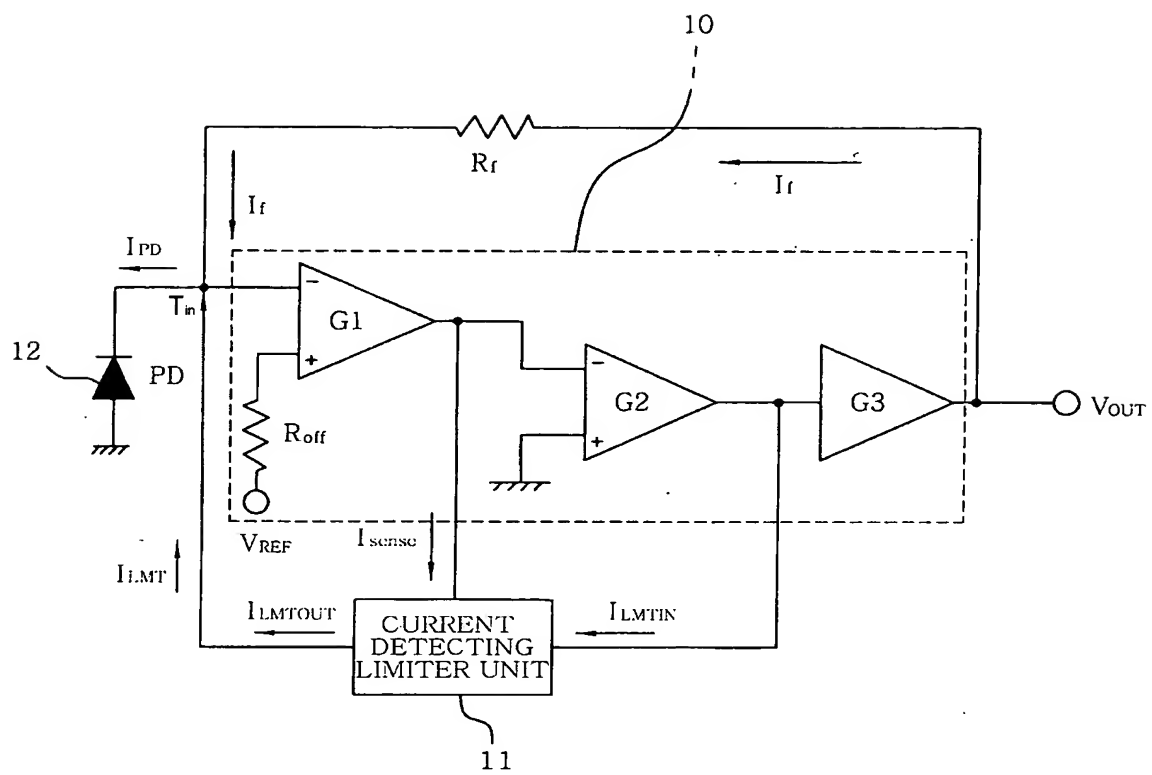 10
Rf
If
If
IPD
Tin
−
G1
+
12
PD
Roff
−
G2
+
G3
VOUT
VREF
Isense
ILMT
ILMTOUT
ILMTIN
CURRENT
DETECTING
LIMITER UNIT
11